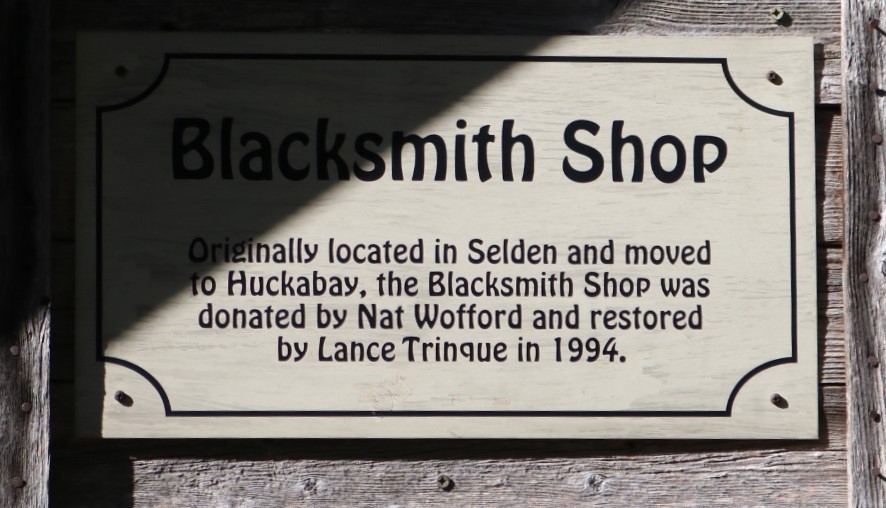 Blacksmith Shop
Originally located in Selden and moved
to Huckabay, the Blacksmith Shop was
donated by Nat Wofford and restored
by Lance Trinque in 1994.